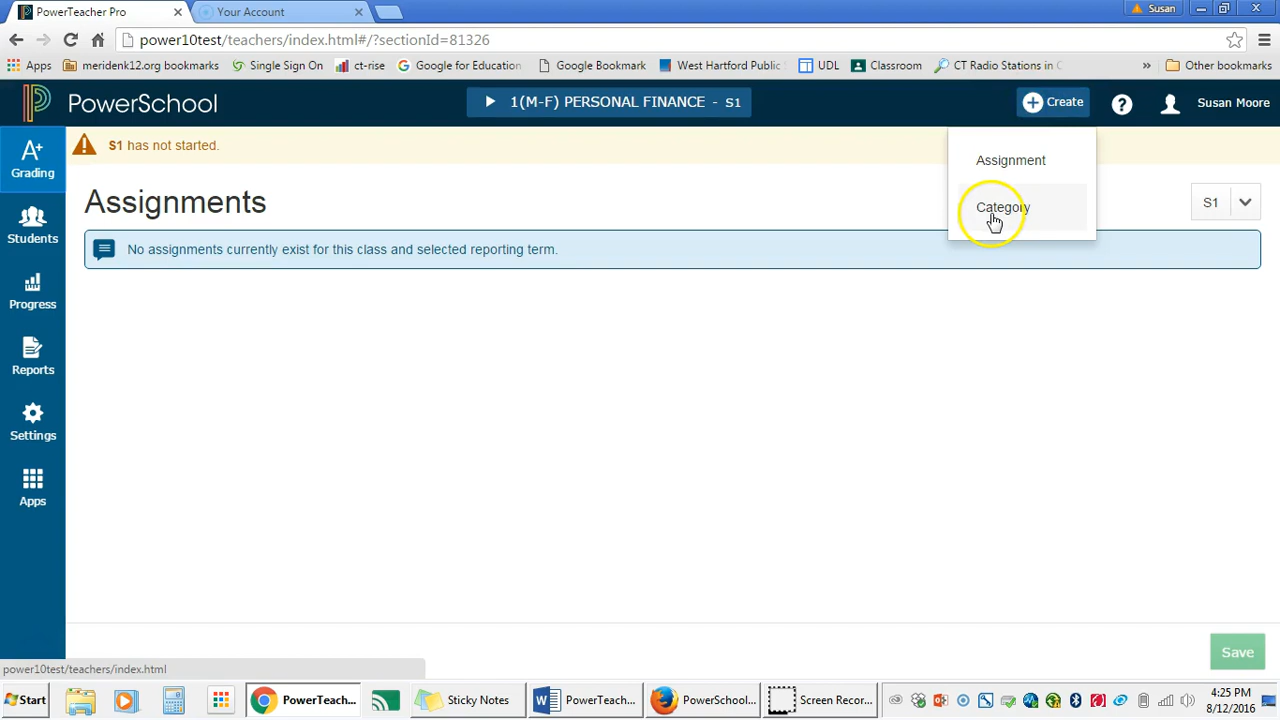 PowerTeacher Pro
Your Account
Susan
power10test/teachers/index.html#/?sectionId=81326
Apps
meridenk12.org bookmarks
Single Sign On
ct-rise
Google for Education
Google Bookmark
West Hartford Public
UDL
Classroom
CT Radio Stations in
Other bookmarks
PowerSchool
1(M-F) PERSONAL FINANCE - S1
Create
Susan Moore
A+
Grading
S1 has not started.
Assignment
Category
Assignments
S1
Students
No assignments currently exist for this class and selected reporting term.
Progress
Reports
Settings
Apps
Save
power10test/teachers/index.html
Start
PowerTeach...
Sticky Notes
PowerTeach...
PowerSchool...
Screen Recor...
4:25 PM
8/12/2016